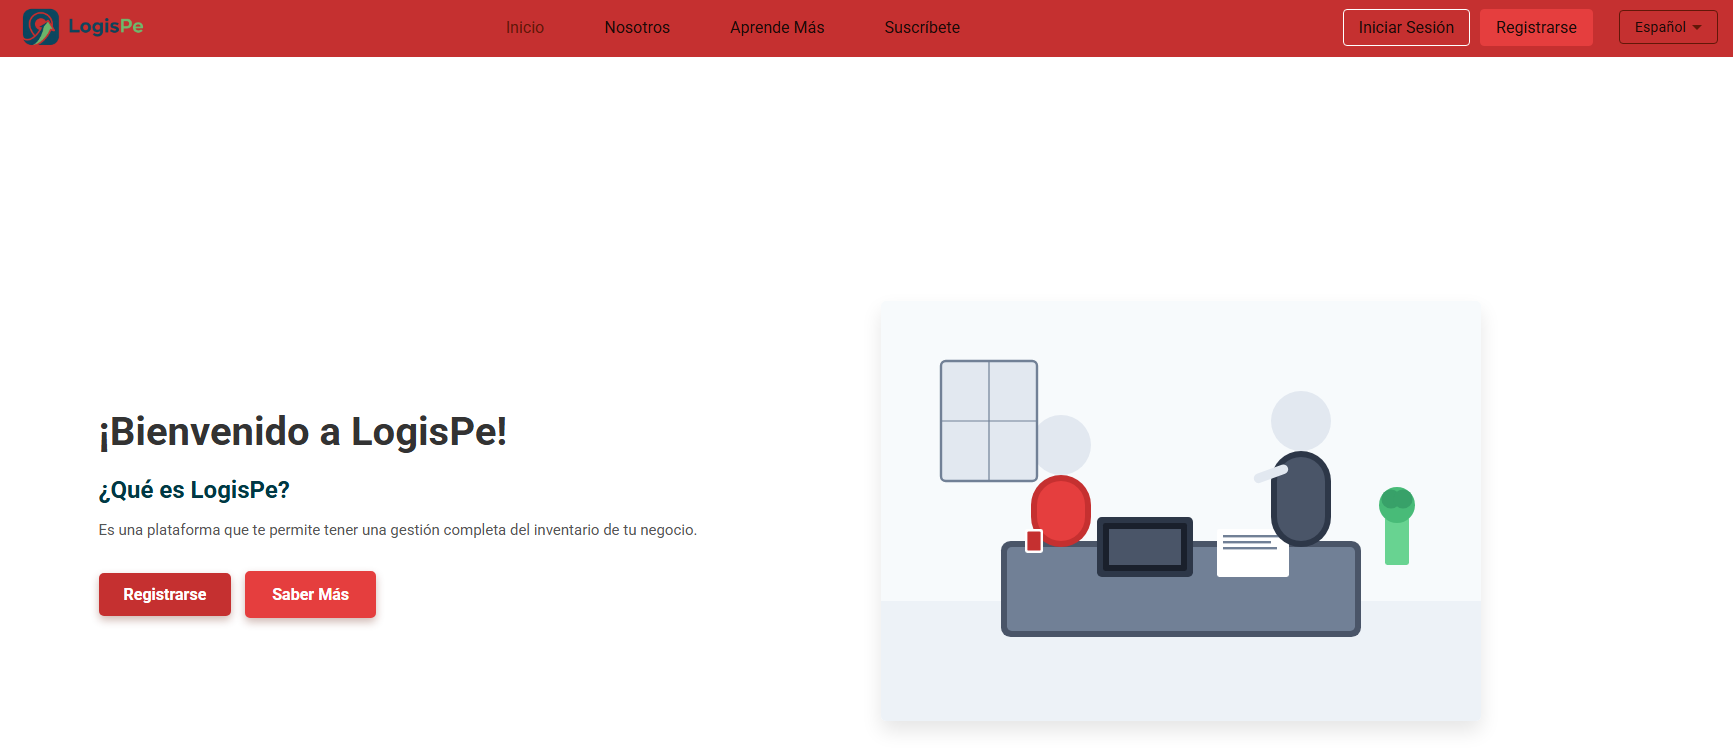 LogisPe
Inicio
Nosotros
Aprende Más
Suscríbete
Iniciar Sesión
Registrarse
Español
¡Bienvenido a LogisPe!
¿Qué es LogisPe?
Es una plataforma que te permite tener una gestión completa del inventario de tu negocio.
Registrarse
Saber Más